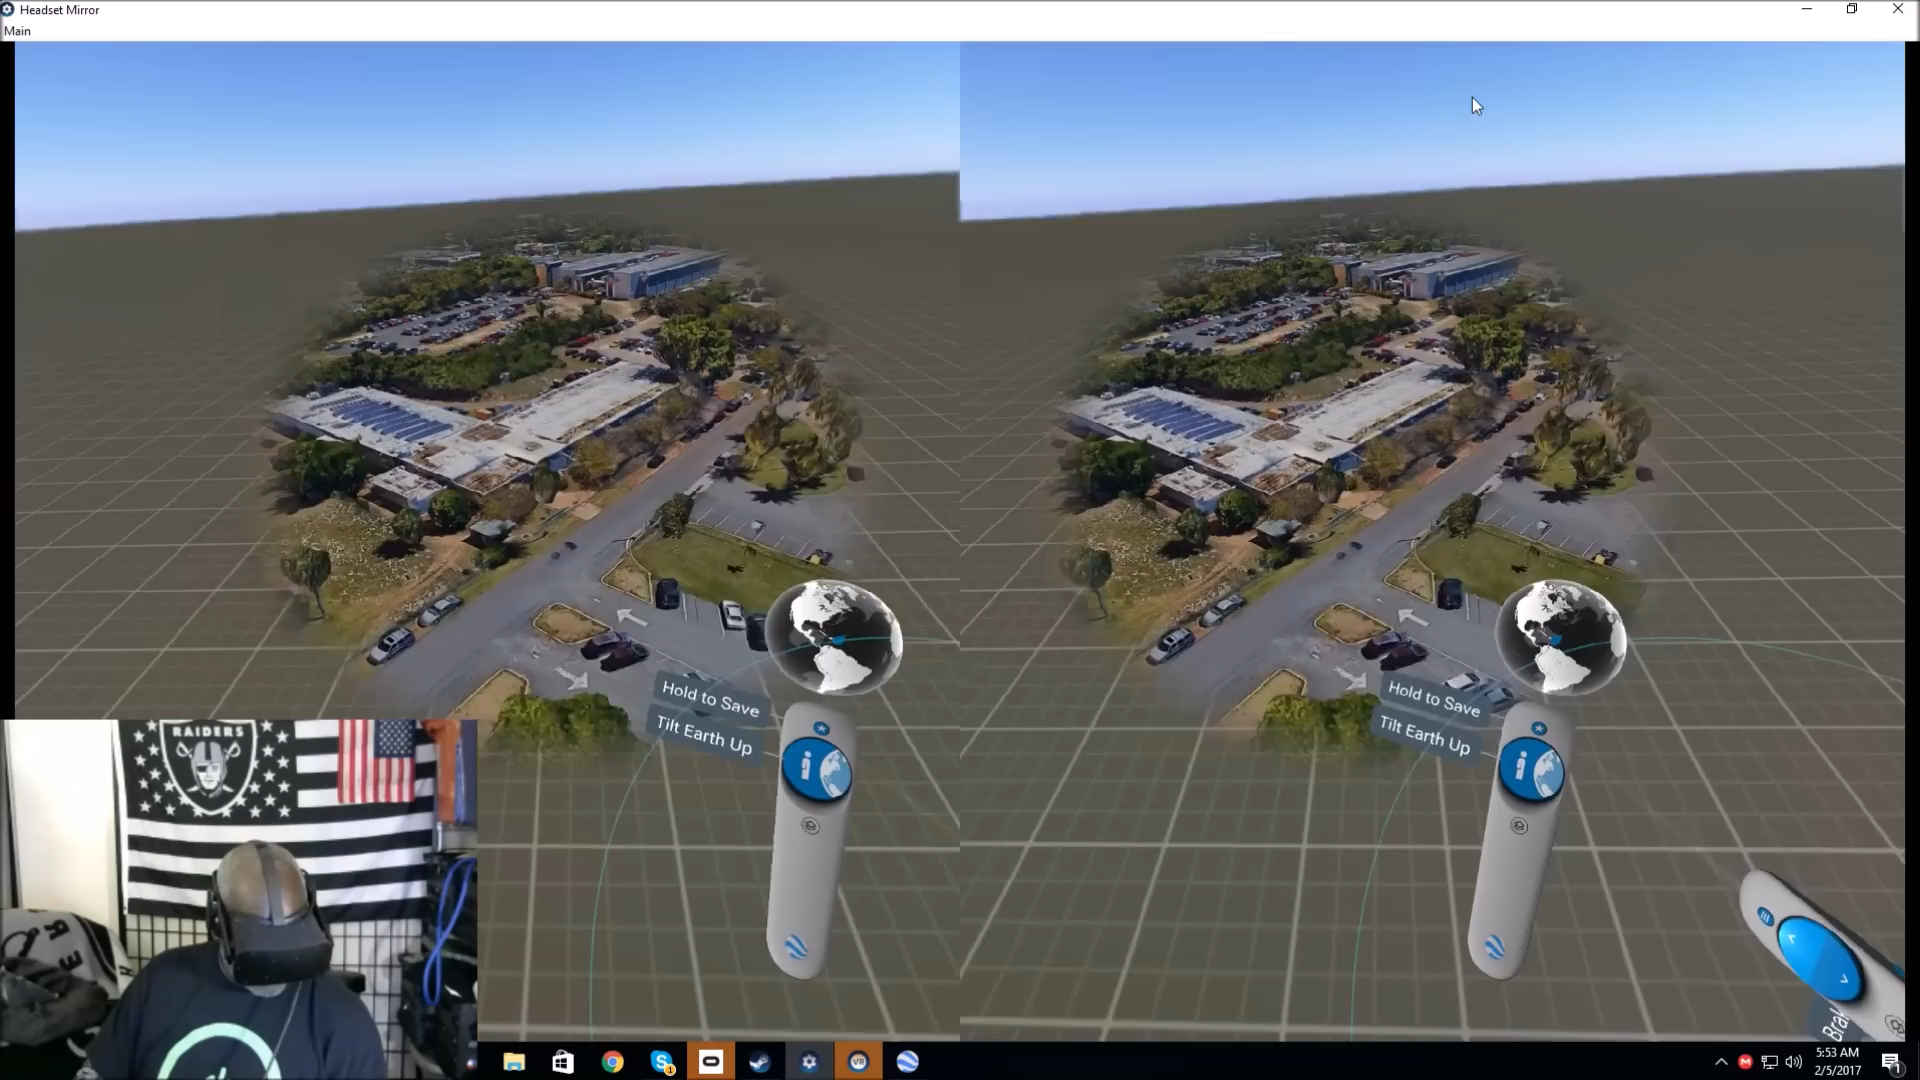 Headset Mirror
Main
Hold to Save
Tilt Earth Up
Hold to Save
Tilt Earth Up
RAIDERS
VR
5:53 AM
2/5/2017